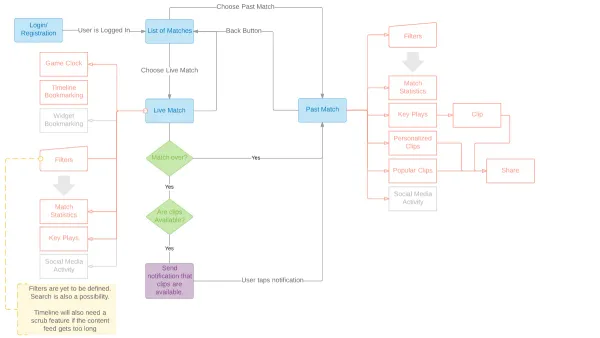 Choose Past Match
Login/
Registration
User is Logged In
List of Matches
Back Button
Filters
Game Clock
Choose Live Match
Match
Statistics
Timeline
Bookmarking
Live Match
Past Match
Key Plays
Clip
Widget
Bookmarking
Personalized
Clips
Filters
Match over?
Yes
Popular Clips
Share
Yes
Social Media
Activity
Match
Statistics
Are clips
Available?
Key Plays
Yes
Social Media
Activity
Send
notification that
clips are
available.
User taps notification
Filters are yet to be defined.
Search is also a possibility.
Timeline will also need a
scrub feature if the content
feed gets too long